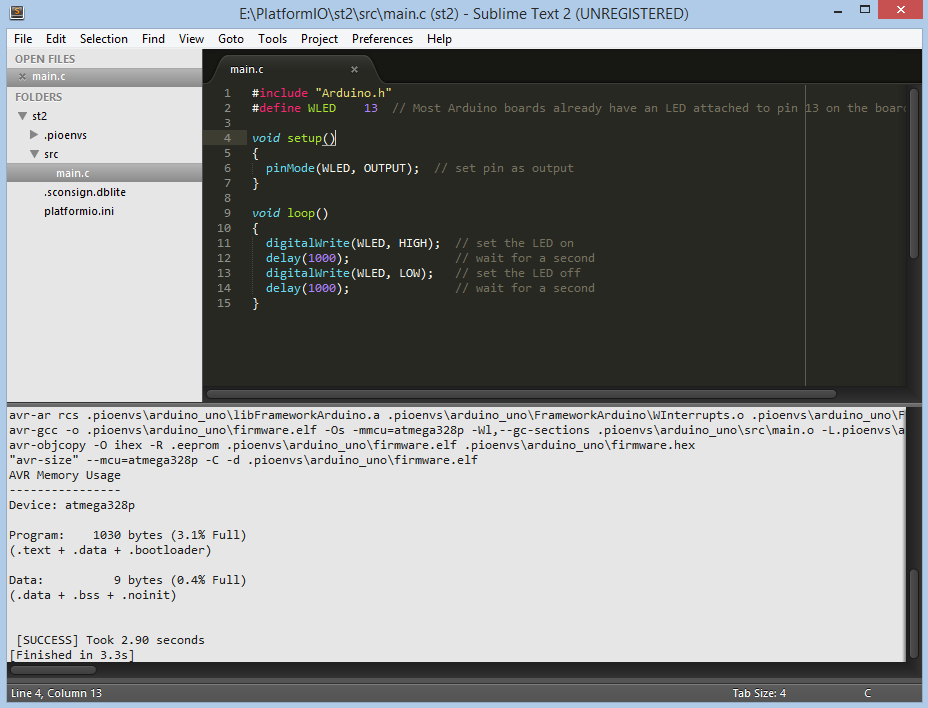 E:\PlatformIO\st2\src\main.c (st2) - Sublime Text 2 (UNREGISTERED)
File Edit Selection Find View Goto Tools Project Preferences Help
OPEN FILES
main.c
FOLDERS
st2
.pioenvs
src
main.c
.sconsign.dblite
platformio.ini
main.c
1 #include "Arduino.h"
2 #define WLED    13  // Most Arduino boards already have an LED attached to pin 13 on the board
3
4 void setup()
5 {
6   pinMode(WLED, OUTPUT);  // set pin as output
7 }
8
9 void loop()
10 {
11   digitalWrite(WLED, HIGH);  // set the LED on
12   delay(1000);               // wait for a second
13   digitalWrite(WLED, LOW);   // set the LED off
14   delay(1000);               // wait for a second
15 }
avr-ar rcs .pioenvs\arduino_uno\libFrameworkArduino.a .pioenvs\arduino_uno\FrameworkArduino\WInterrupts.o .pioenvs\arduino_uno\F
avr-gcc -o .pioenvs\arduino_uno\firmware.elf -Os -mmcu=atmega328p -Wl,--gc-sections .pioenvs\arduino_uno\src\main.o -L.pioenvs\a
avr-objcopy -O ihex -R .eeprom .pioenvs\arduino_uno\firmware.elf .pioenvs\arduino_uno\firmware.hex
"avr-size" --mcu=atmega328p -C -d .pioenvs\arduino_uno\firmware.elf
AVR Memory Usage
----------------
Device: atmega328p
Program:    1030 bytes (3.1% Full)
(.text + .data + .bootloader)
Data:          9 bytes (0.4% Full)
(.data + .bss + .noinit)
[SUCCESS] Took 2.90 seconds
[Finished in 3.3s]
Line 4, Column 13 Tab Size: 4 C